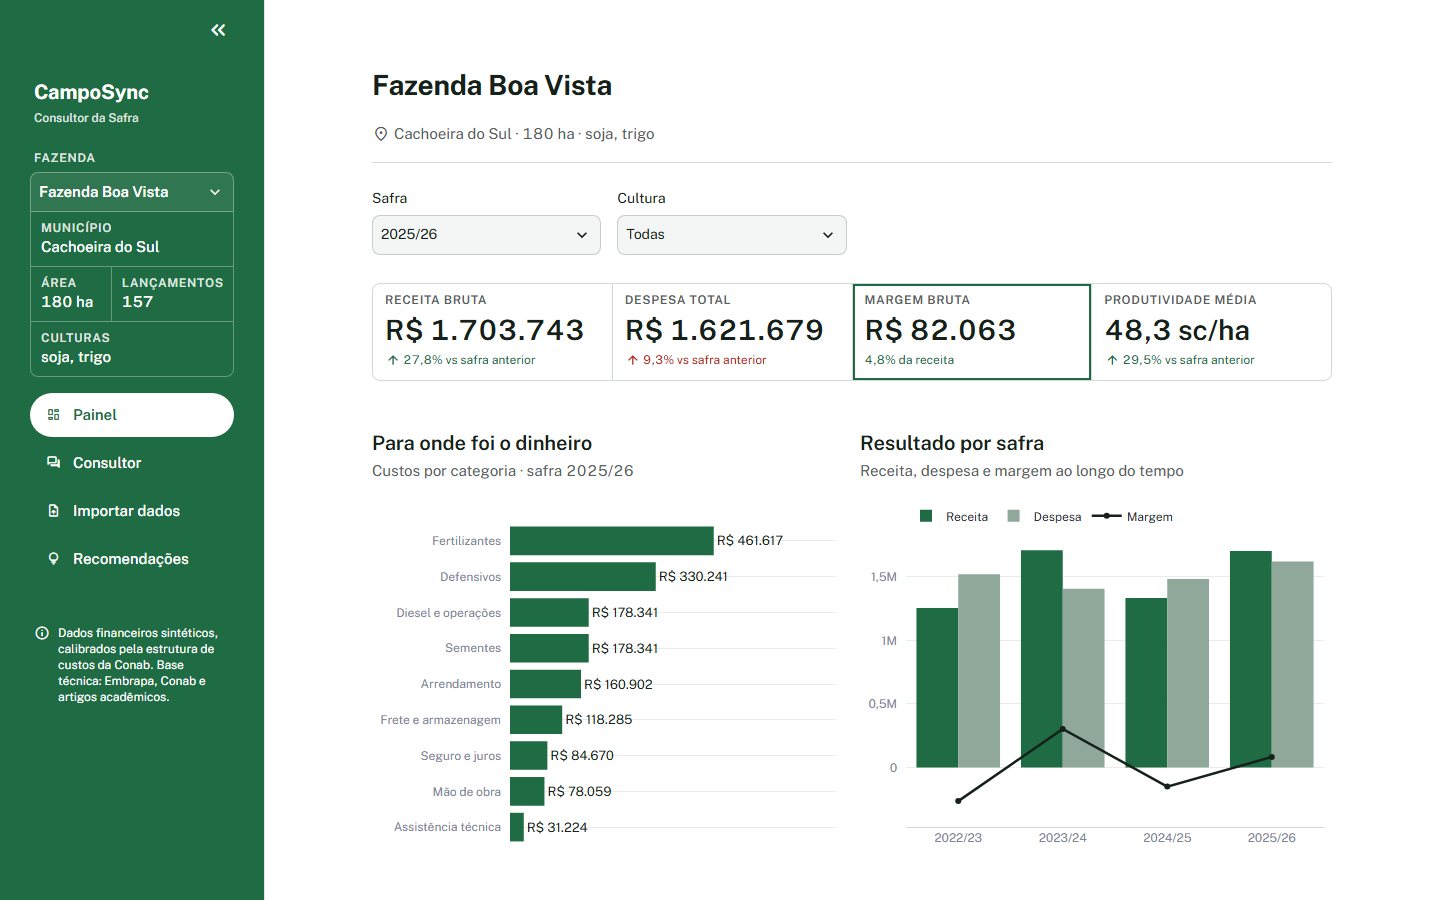 CampoSync
Consultor da Safra
FAZENDA
Fazenda Boa Vista
MUNICÍPIO
Cachoeira do Sul
ÁREA
180 ha
LANÇAMENTOS
157
CULTURAS
soja, trigo
Painel
Consultor
Importar dados
Recomendações
Dados financeiros sintéticos,
calibrados pela estrutura de
custos da Conab. Base
técnica: Embrapa, Conab e
artigos acadêmicos.
Fazenda Boa Vista
Cachoeira do Sul · 180 ha · soja, trigo
Safra
2025/26
Cultura
Todas
RECEITA BRUTA
R$ 1.703.743
↑ 27,8% vs safra anterior
DESPESA TOTAL
R$ 1.621.679
↑ 9,3% vs safra anterior
MARGEM BRUTA
R$ 82.063
4,8% da receita
PRODUTIVIDADE MÉDIA
48,3 sc/ha
↑ 29,5% vs safra anterior
Para onde foi o dinheiro
Custos por categoria · safra 2025/26
Fertilizantes R$ 461.617
Defensivos R$ 330.241
Diesel e operações R$ 178.341
Sementes R$ 178.341
Arrendamento R$ 160.902
Frete e armazenagem R$ 118.285
Seguro e juros R$ 84.670
Mão de obra R$ 78.059
Assistência técnica R$ 31.224
Resultado por safra
Receita, despesa e margem ao longo do tempo
Receita Despesa Margem
1,5M
1M
0,5M
0
2022/23 2023/24 2024/25 2025/26